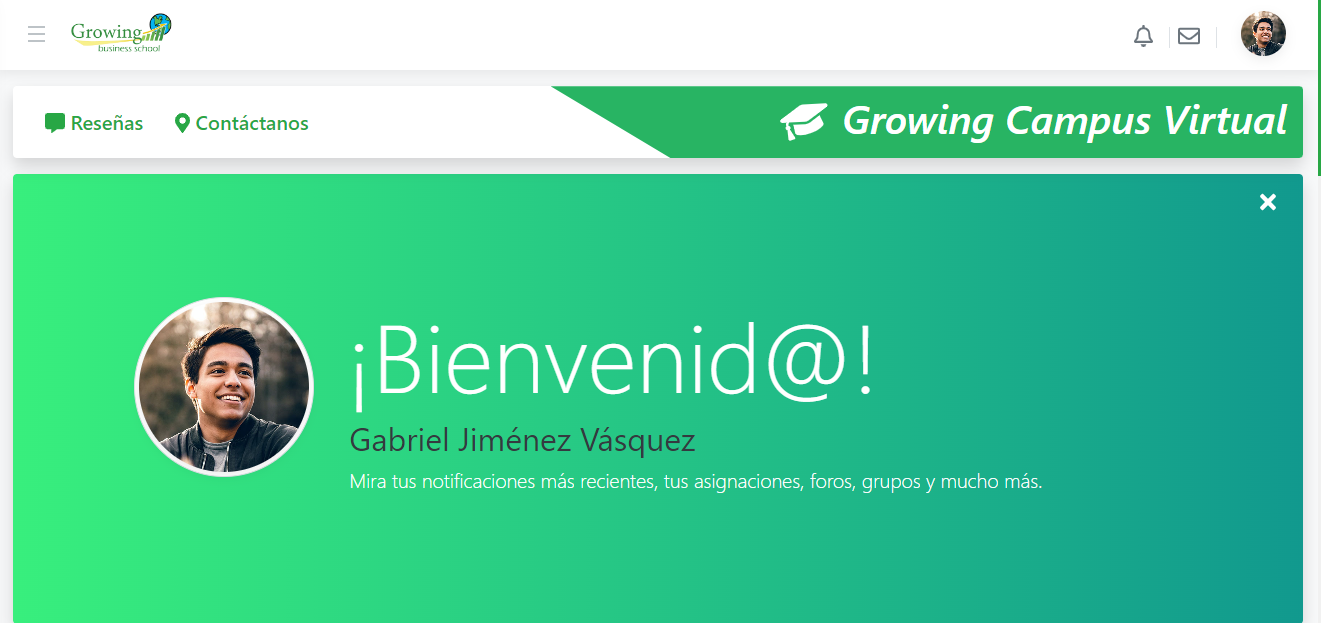 Growing
business school
Reseñas
Contáctanos
Growing Campus Virtual
¡Bienvenid@!
Gabriel Jiménez Vásquez
Mira tus notificaciones más recientes, tus asignaciones, foros, grupos y mucho más.